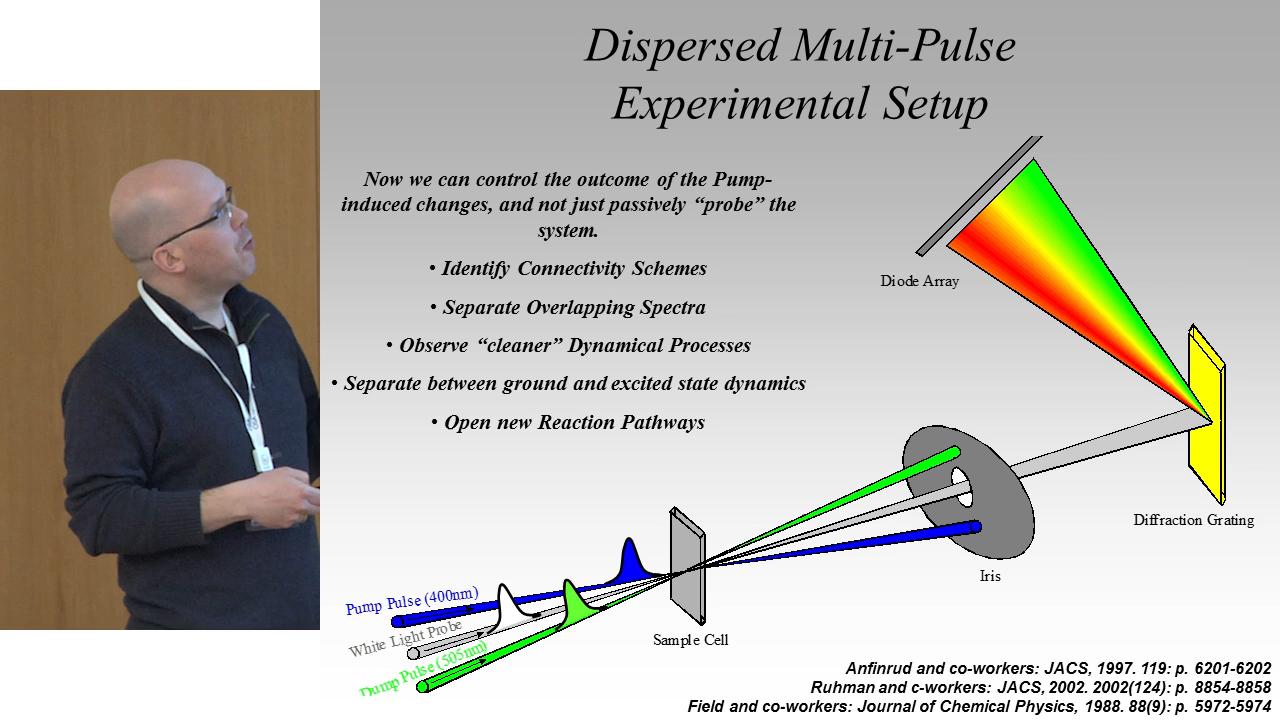 Dispersed Multi-Pulse
Experimental Setup
Now we can control the outcome of the Pump-
induced changes, and not just passively “probe” the
system.
• Identify Connectivity Schemes
• Separate Overlapping Spectra
• Observe “cleaner” Dynamical Processes
• Separate between ground and excited state dynamics
• Open new Reaction Pathways
Diode Array
Diffraction Grating
Iris
Sample Cell
Pump Pulse (400nm)
White Light Probe
Dump Pulse (505nm)
Anfinrud and co-workers: JACS, 1997. 119: p. 6201-6202
Ruhman and c-workers: JACS, 2002. 2002(124): p. 8854-8858
Field and co-workers: Journal of Chemical Physics, 1988. 88(9): p. 5972-5974